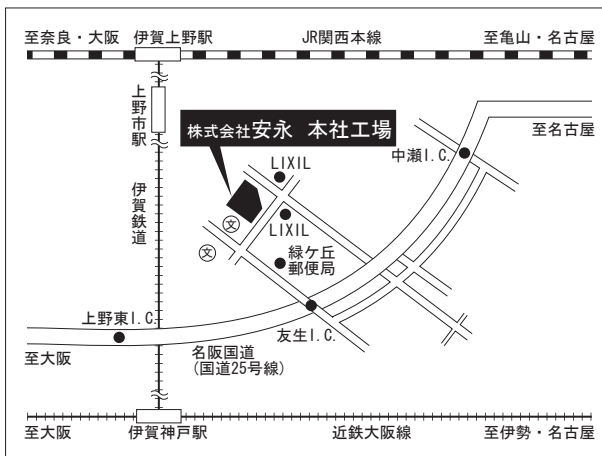 至奈良・大阪
伊賀上野駅
JR関西本線
至亀山・名古屋
上野市駅
株式会社安永 本社工場
至名古屋
中瀬I.C.
LIXIL
伊賀鉄道
文
LIXIL
文
緑ケ丘
郵便局
上野東I.C.
友生I.C.
至大阪
名阪国道
(国道25号線)
至大阪
伊賀神戸駅
近鉄大阪線
至伊勢・名古屋